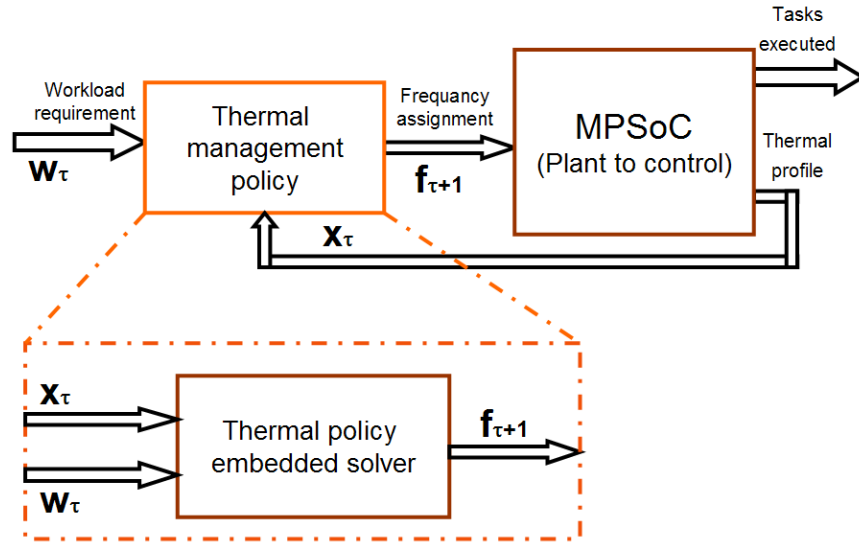 Tasks
executed
Workload
requirement
Thermal
management
policy
Frequancy
assignment
MPSoC
(Plant to control)
Thermal
profile
wτ
fτ+1
xτ
xτ
Thermal policy
embedded solver
fτ+1
wτ